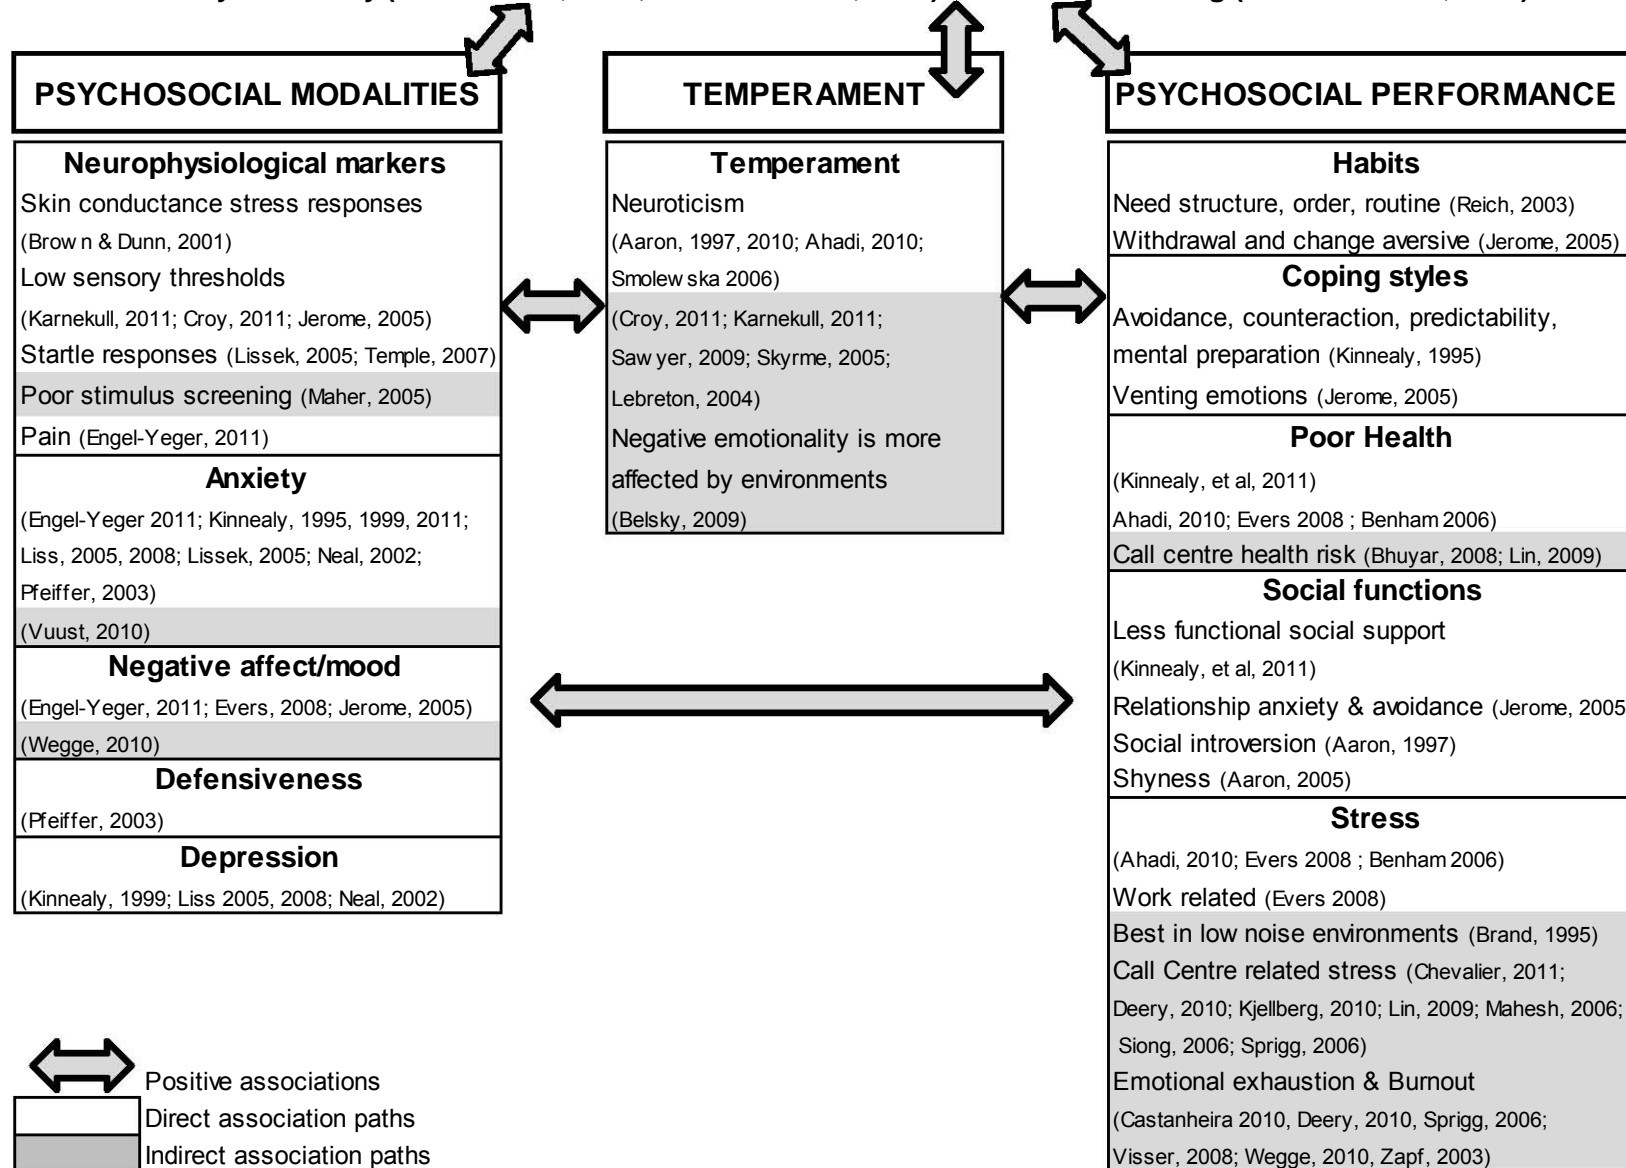 PSYCHOSOCIAL MODALITIES
Neurophysiological markers
Skin conductance stress responses
(Brown & Dunn, 2001)
Low sensory thresholds
(Karnekull, 2011; Croy, 2011; Jerome, 2005)
Startle responses (Lissek, 2005; Temple, 2007)
Poor stimulus screening (Maher, 2005)
Pain (Engel-Yeger, 2011)
Anxiety
(Engel-Yeger 2011; Kinnealy, 1995, 1999, 2011;
Liss, 2005, 2008; Lissek, 2005; Neal, 2002;
Pfeiffer, 2003)
(Vuust, 2010)
Negative affect/mood
(Engel-Yeger, 2011; Evers, 2008; Jerome, 2005)
(Wegge, 2010)
Defensiveness
(Pfeiffer, 2003)
Depression
(Kinnealy, 1999; Liss 2005, 2008; Neal, 2002)
TEMPERAMENT
Temperament
Neuroticism
(Aaron, 1997, 2010; Ahadi, 2010;
Smolewska 2006)
(Croy, 2011; Karnekull, 2011;
Sawyer, 2009; Skyrme, 2005;
Lebreton, 2004)
Negative emotionality is more
affected by environments
(Belsky, 2009)
PSYCHOSOCIAL PERFORMANCE
Habits
Need structure, order, routine (Reich, 2003)
Withdrawal and change aversive (Jerome, 2005)
Coping styles
Avoidance, counteraction, predictability,
mental preparation (Kinnealy, 1995)
Venting emotions (Jerome, 2005)
Poor Health
(Kinnealy, et al, 2011)
Ahadi, 2010; Evers 2008 ; Benham 2006)
Call centre health risk (Bhuyar, 2008; Lin, 2009)
Social functions
Less functional social support
(Kinnealy, et al, 2011)
Relationship anxiety & avoidance (Jerome, 2005
Social introversion (Aaron, 1997)
Shyness (Aaron, 2005)
Stress
(Ahadi, 2010; Evers 2008 ; Benham 2006)
Work related (Evers 2008)
Best in low noise environments (Brand, 1995)
Call Centre related stress (Chevalier, 2011;
Deery, 2010; Kjellberg, 2010; Lin, 2009; Mahesh, 2006;
Siong, 2006; Sprigg, 2006)
Emotional exhaustion & Burnout
(Castanheira 2010, Deery, 2010, Sprigg, 2006;
Visser, 2008; Wegge, 2010, Zapf, 2003)
Positive associations
Direct association paths
Indirect association paths